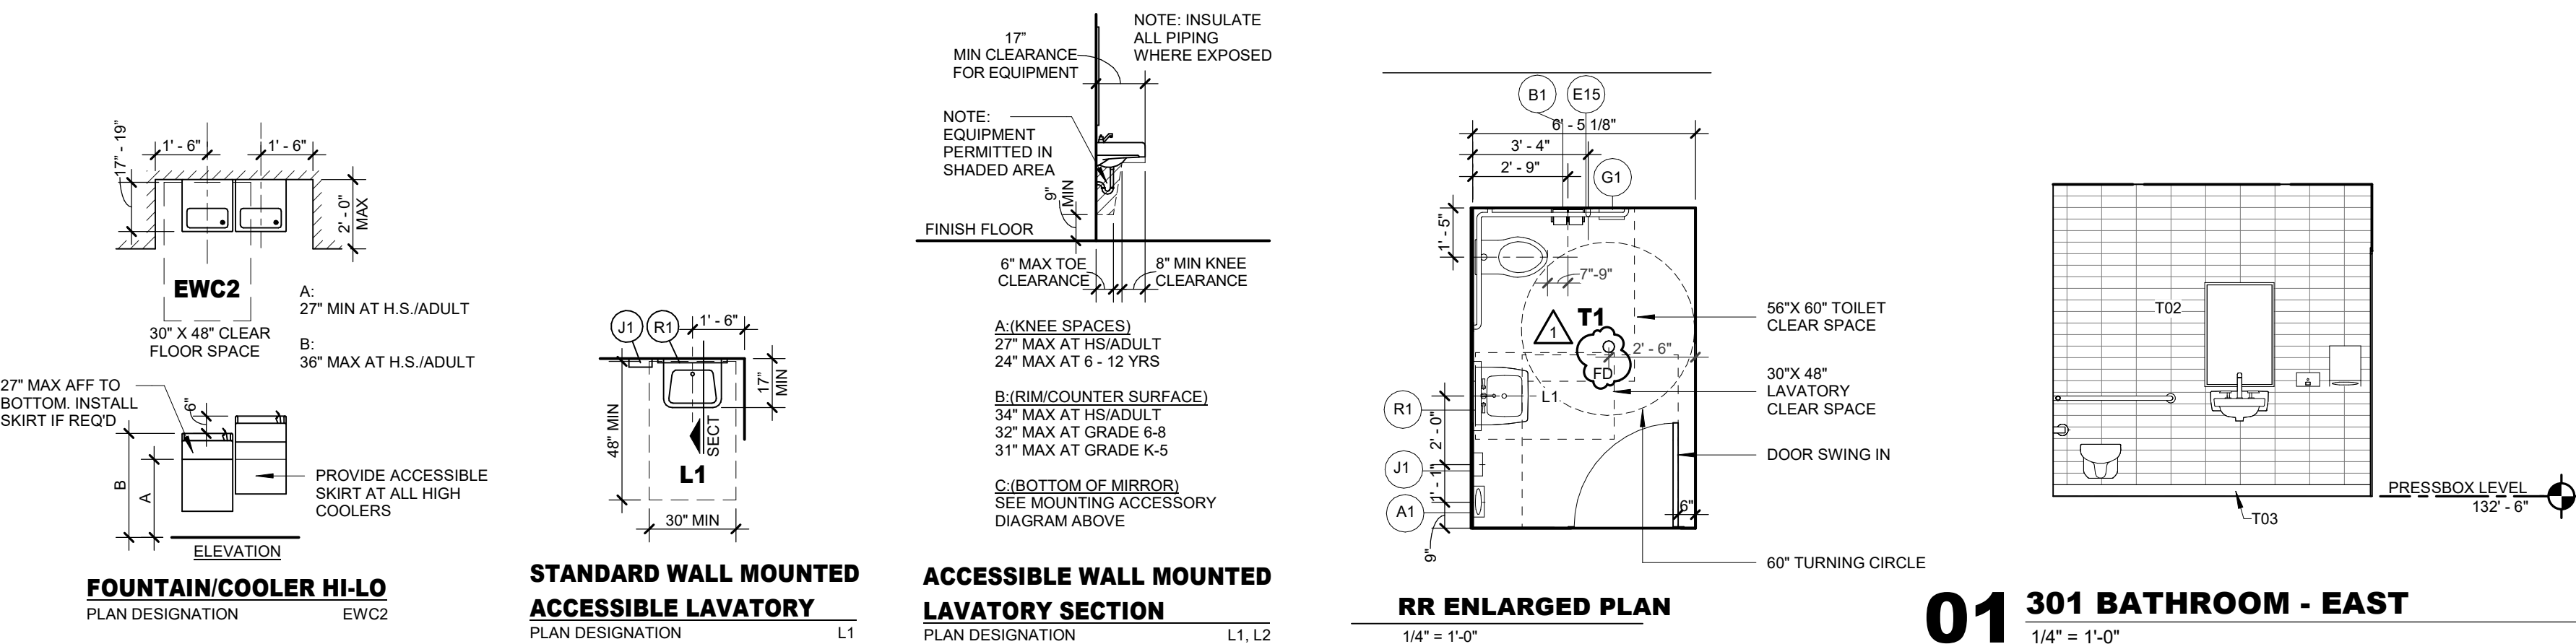 17" - 19"
1' - 6"
1' - 6"
2' - 0"
MAX
EWC2
30" X 48" CLEAR
FLOOR SPACE
A:
27" MIN AT H.S./ADULT
B:
36" MAX AT H.S./ADULT
27" MAX AFF TO
BOTTOM. INSTALL
SKIRT IF REQ'D
6"
B
A
PROVIDE ACCESSIBLE
SKIRT AT ALL HIGH
COOLERS
ELEVATION
FOUNTAIN/COOLER HI-LO
PLAN DESIGNATION EWC2
J1
R1
1' - 6"
17"
MIN
48" MIN
SECT
L1
30" MIN
STANDARD WALL MOUNTED
ACCESSIBLE LAVATORY
PLAN DESIGNATION L1
17"
MIN CLEARANCE
FOR EQUIPMENT
NOTE: INSULATE
ALL PIPING
WHERE EXPOSED
NOTE:
EQUIPMENT
PERMITTED IN
SHADED AREA
9"
MIN
FINISH FLOOR
6" MAX TOE
CLEARANCE
8" MIN KNEE
CLEARANCE
A:(KNEE SPACES)
27" MAX AT HS/ADULT
24" MAX AT 6 - 12 YRS
B:(RIM/COUNTER SURFACE)
34" MAX AT HS/ADULT
32" MAX AT GRADE 6-8
31" MAX AT GRADE K-5
C:(BOTTOM OF MIRROR)
SEE MOUNTING ACCESSORY
DIAGRAM ABOVE
ACCESSIBLE WALL MOUNTED
LAVATORY SECTION
PLAN DESIGNATION L1, L2
B1
E15
6' - 5 1/8"
3' - 4"
2' - 9"
G1
1' - 5"
7"-9"
1
T1
FD
2' - 6"
L1
R1
2' - 0"
J1
1' - 1"
A1
9"
6"
56"X 60" TOILET
CLEAR SPACE
30"X 48"
LAVATORY
CLEAR SPACE
DOOR SWING IN
60" TURNING CIRCLE
RR ENLARGED PLAN
1/4" = 1'-0"
T02
T03
PRESSBOX LEVEL
132' - 6"
01
301 BATHROOM - EAST
1/4" = 1'-0"